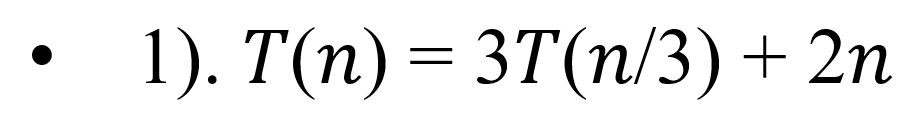 • 1). T(n) = 3T(n/3) + 2n